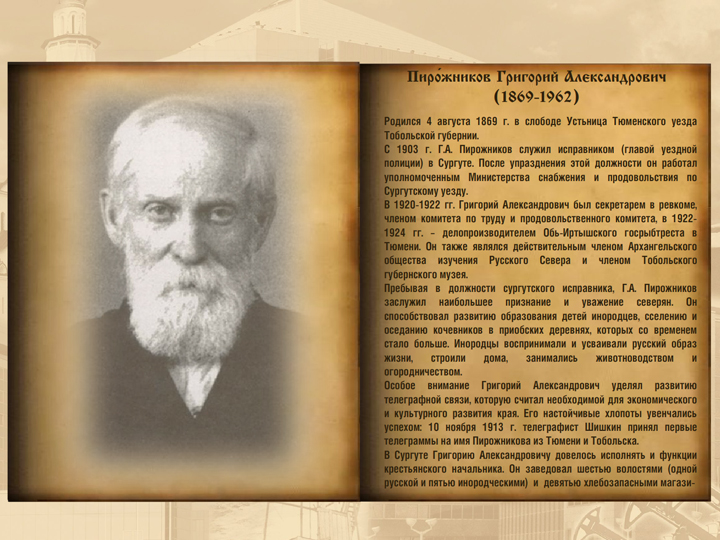 Пиро́жников Григорий Александрович
(1869-1962)
Родился 4 августа 1869 г. в слободе Устьница Тюменского уезда
Тобольской губернии.
С 1903 г. Г.А. Пирожников служил исправником (главой уездной
полиции) в Сургуте. После упразднения этой должности он работал
уполномоченным Министерства снабжения и продовольствия по
Сургутскому уезду.
В 1920-1922 гг. Григорий Александрович был секретарем в ревкоме,
членом комитета по труду и продовольственного комитета, в 1922-
1924 гг. – делопроизводителем Обь-Иртышского госрыбтреста в
Тюмени. Он также являлся действительным членом Архангельского
общества изучения Русского Севера и членом Тобольского
губернского музея.
Пребывая в должности сургутского исправника, Г.А. Пирожников
заслужил наибольшее признание и уважение северян. Он
способствовал развитию образования детей инородцев, сселению и
оседанию кочевников в приобских деревнях, которых со временем
стало больше. Инородцы воспринимали и усваивали русский образ
жизни, строили дома, занимались животноводством и
огородничеством.
Особое внимание Григорий Александрович уделял развитию
телеграфной связи, которую считал необходимой для экономического
и культурного развития края. Его настойчивые хлопоты увенчались
успехом: 10 ноября 1913 г. телеграфист Шишкин принял первые
телеграммы на имя Пирожникова из Тюмени и Тобольска.
В Сургуте Григорию Александровичу довелось исполнять и функции
крестьянского начальника. Он заведовал шестью волостями (одной
русской и пятью инородческими) и девятью хлебозапасными магази-